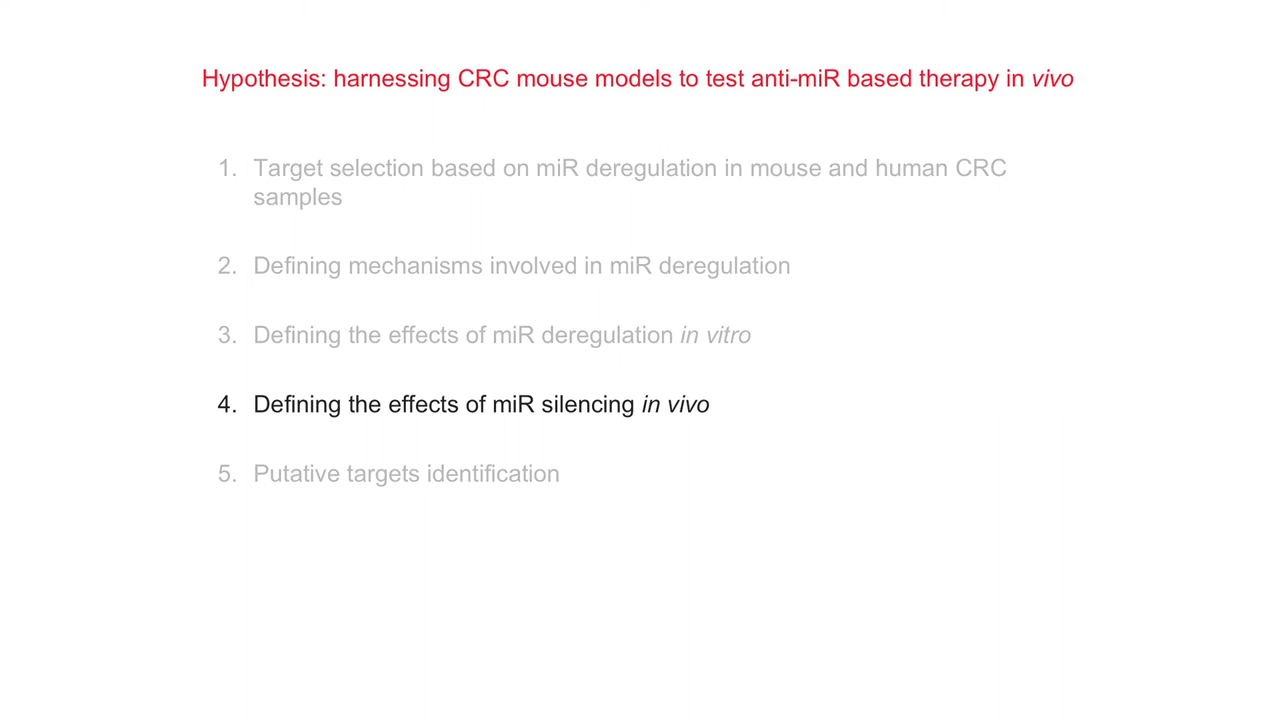 Hypothesis: harnessing CRC mouse models to test anti-miR based therapy in vivo
1. Target selection based on miR deregulation in mouse and human CRC
samples
2. Defining mechanisms involved in miR deregulation
3. Defining the effects of miR deregulation in vitro
4. Defining the effects of miR silencing in vivo
5. Putative targets identification